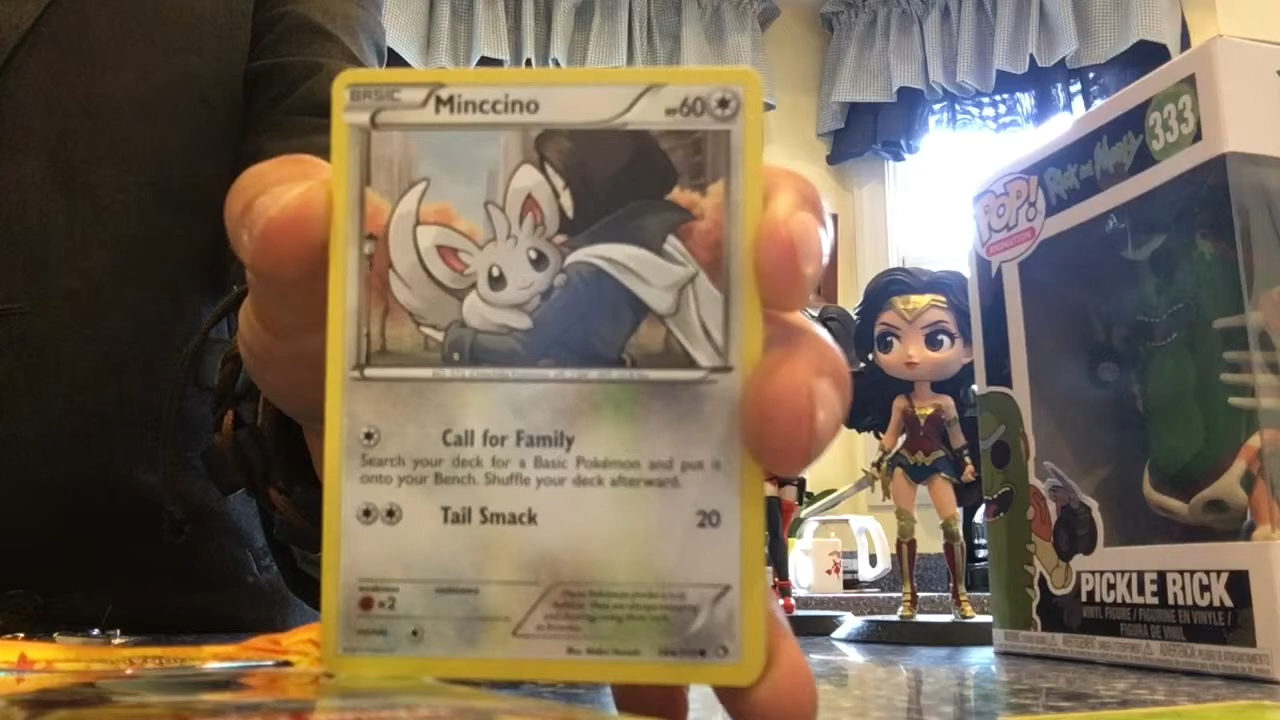 BASIC
Minccino
HP60
Call for Family
Search your deck for a Basic Pokémon and put it
onto your Bench. Shuffle your deck afterward.
Tail Smack
20
×2
POP!
ANIMATION
Rick and Morty
333
PICKLE RICK
VINYL FIGURE / FIGURINE EN VINYLE /
FIGURA DE VINIL